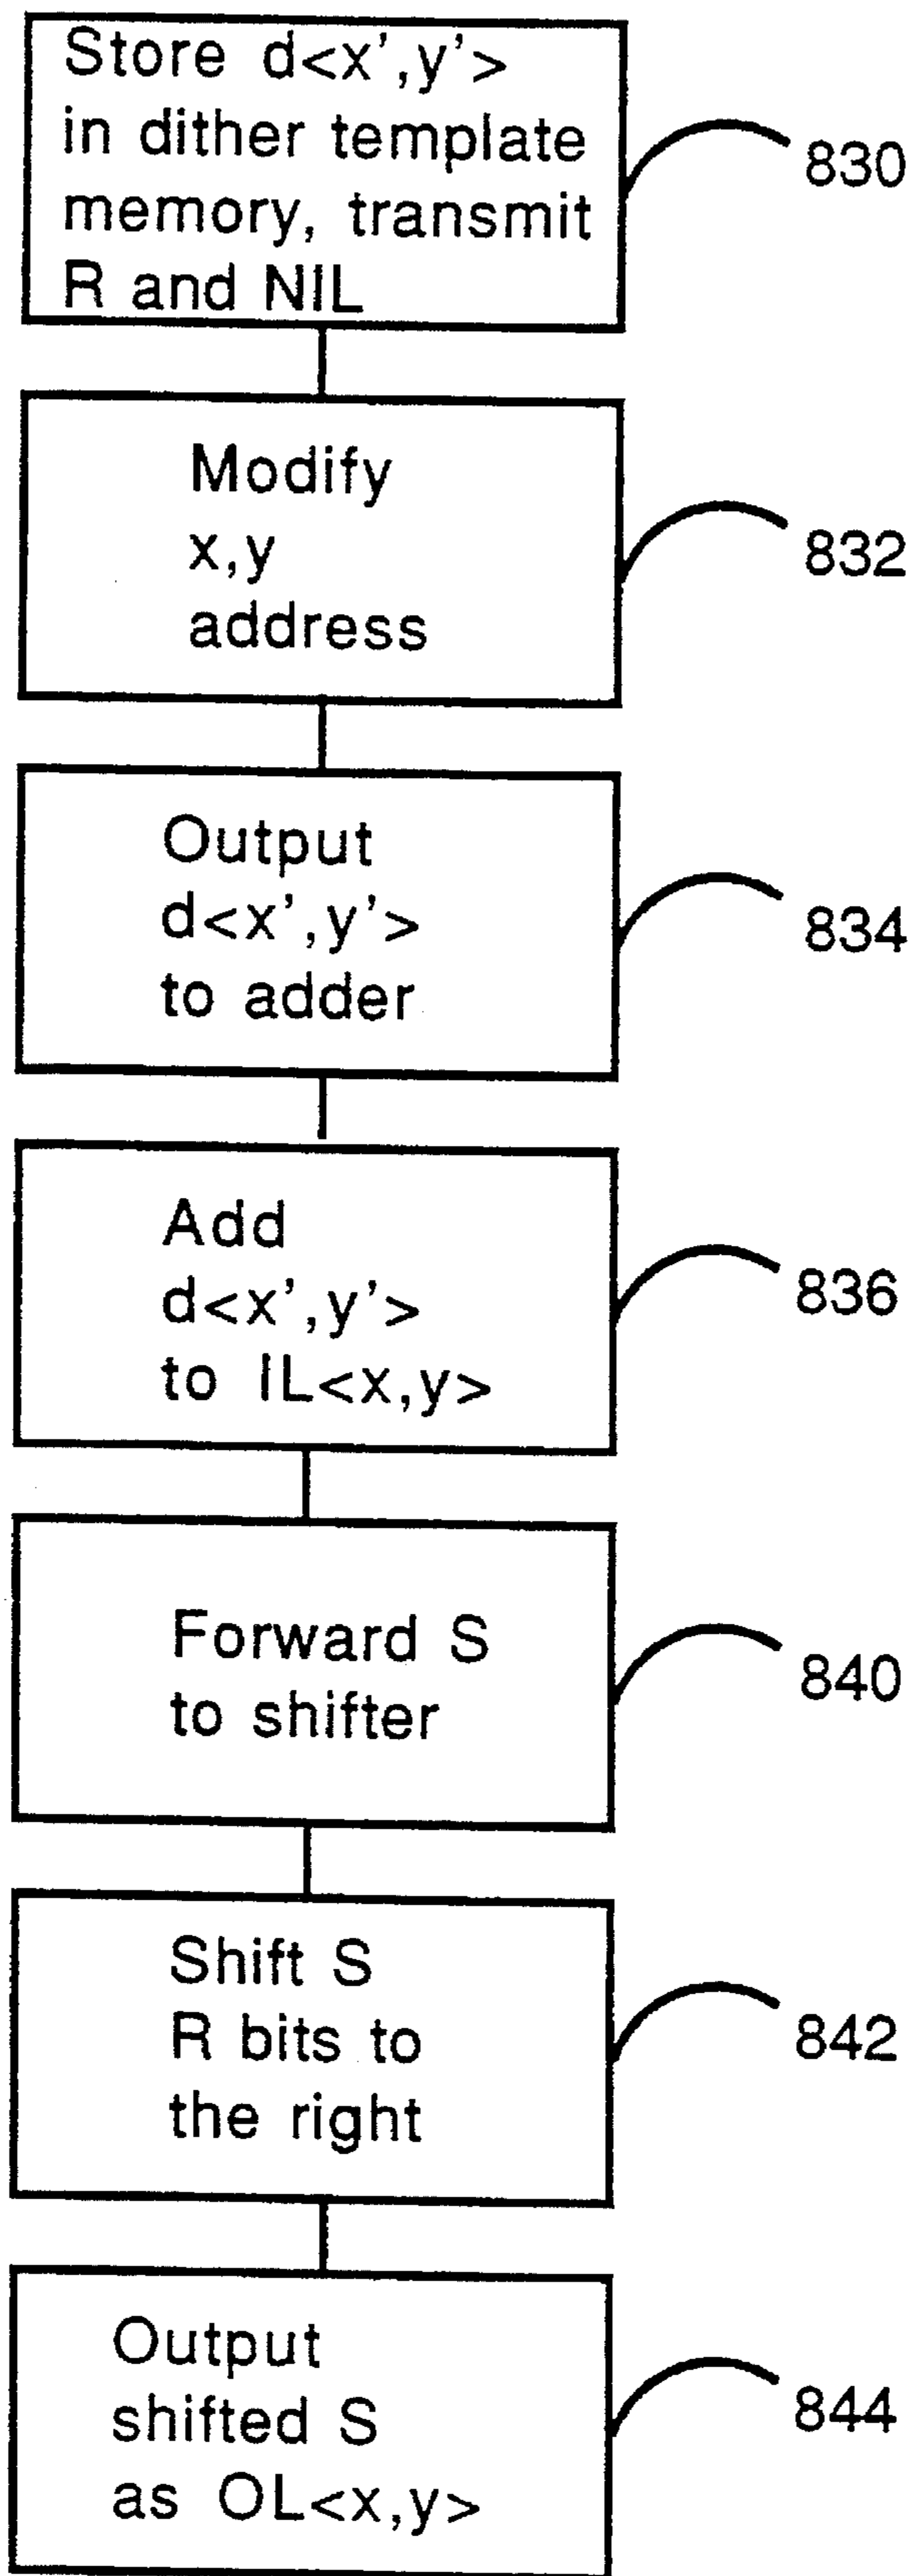 Store d<x',y'>
in dither template
memory, transmit
R and NIL
830
Modify
x,y
address
832
Output
d<x',y'>
to adder
834
Add
d<x',y'>
to IL<x,y>
836
Forward S
to shifter
840
Shift S
R bits to
the right
842
Output
shifted S
as OL<x,y>
844